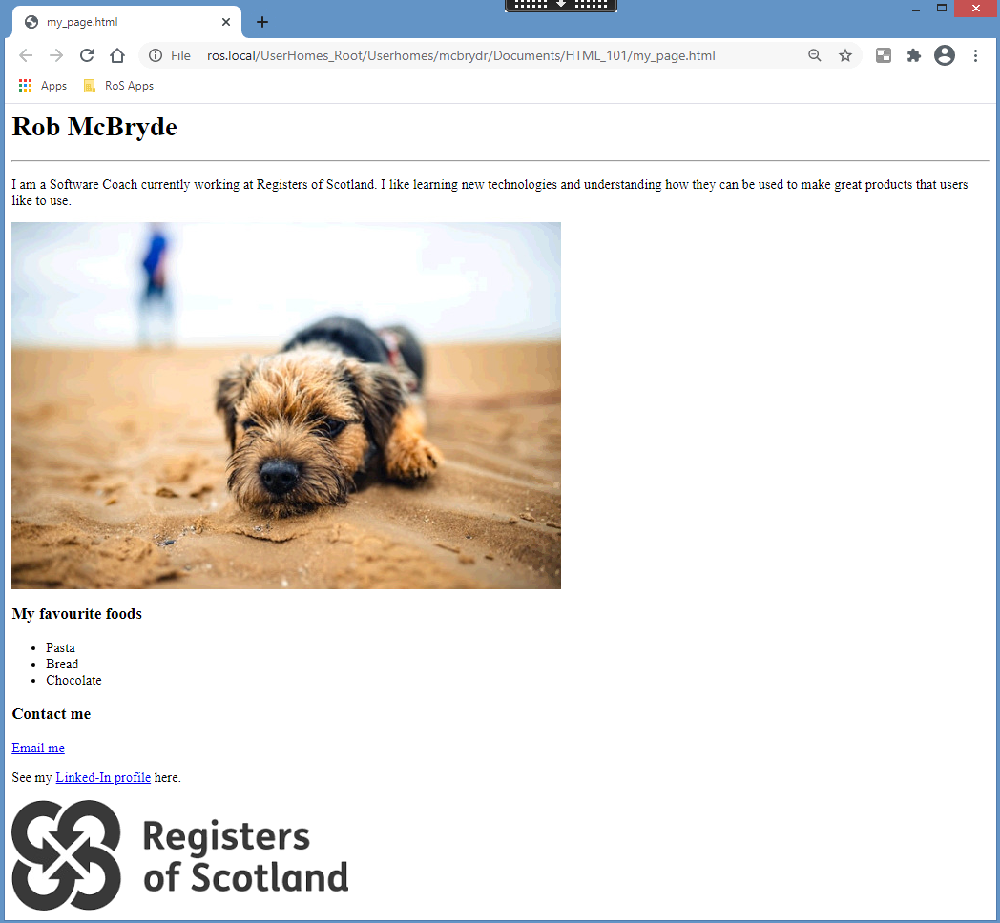 my_page.html
File ros.local/UserHomes_Root/Userhomes/mcbrydr/Documents/HTML_101/my_page.html
Apps RoS Apps
Rob McBryde
I am a Software Coach currently working at Registers of Scotland. I like learning new technologies and understanding how they can be used to make great products that users
like to use.
My favourite foods
Pasta
Bread
Chocolate
Contact me
Email me
See my Linked-In profile here.
Registers
of Scotland